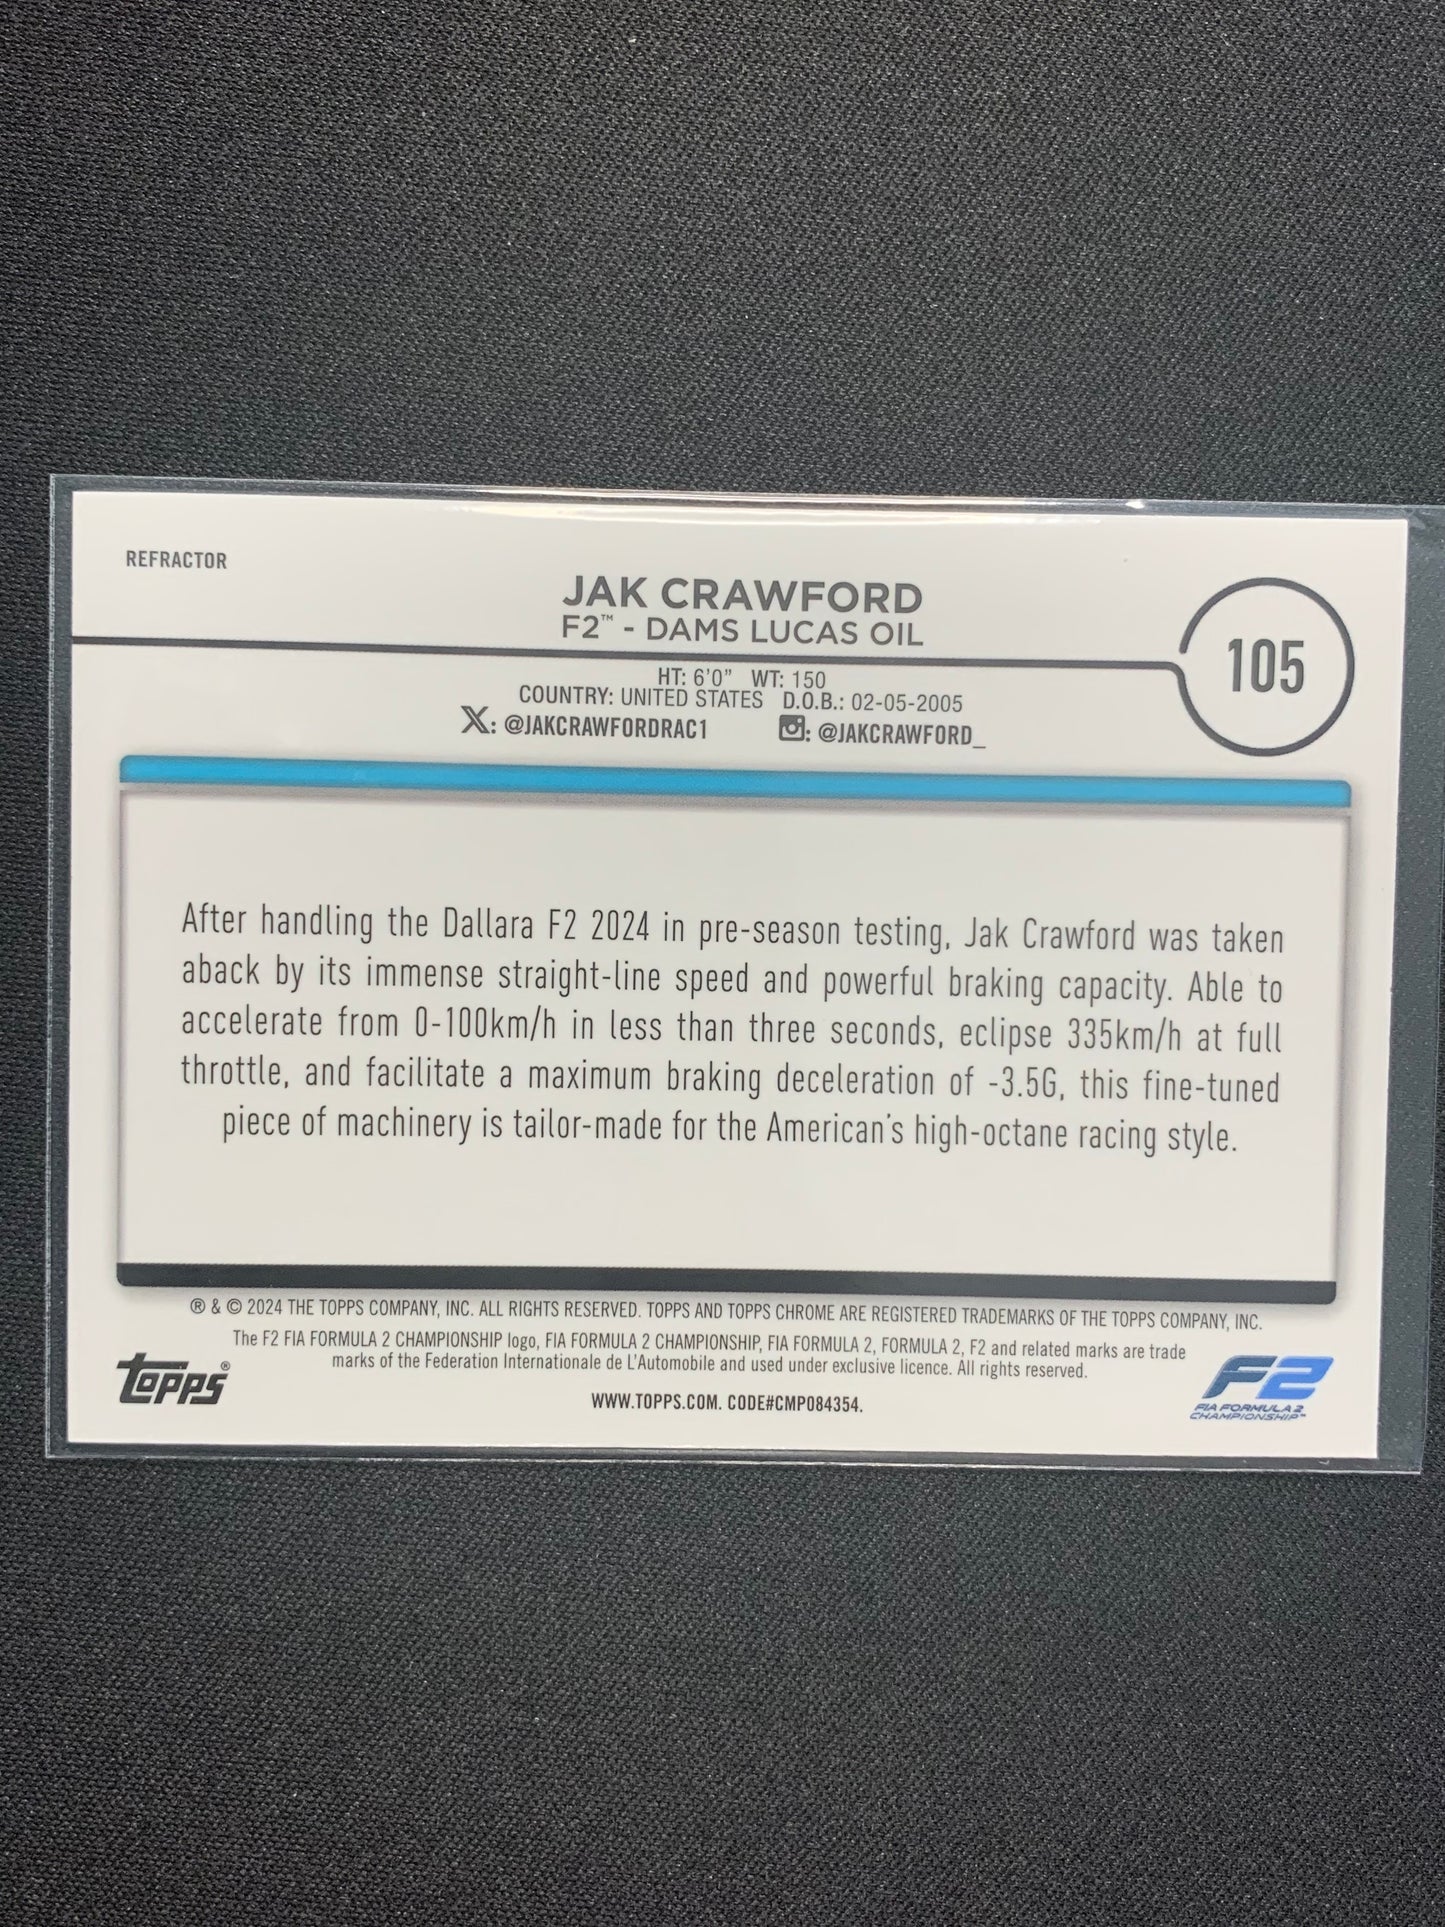 REFRACTOR
JAK CRAWFORD
F2™ - DAMS LUCAS OIL
105
HT: 6'0" WT: 150
COUNTRY: UNITED STATES D.O.B.: 02-05-2005
X: @JAKCRAWFORDRAC1 : @JAKCRAWFORD_
After handling the Dallara F2 2024 in pre-season testing, Jak Crawford was taken
aback by its immense straight-line speed and powerful braking capacity. Able to
accelerate from 0-100km/h in less than three seconds, eclipse 335km/h at full
throttle, and facilitate a maximum braking deceleration of -3.5G, this fine-tuned
piece of machinery is tailor-made for the American's high-octane racing style.
® & © 2024 THE TOPPS COMPANY, INC. ALL RIGHTS RESERVED. TOPPS AND TOPPS CHROME ARE REGISTERED TRADEMARKS OF THE TOPPS COMPANY, INC.
The F2 FIA FORMULA 2 CHAMPIONSHIP logo, FIA FORMULA 2 CHAMPIONSHIP, FIA FORMULA 2, FORMULA 2, F2 and related marks are trade
marks of the Federation Internationale de L'Automobile and used under exclusive licence. All rights reserved.
WWW.TOPPS.COM. CODE#CMP084354.
Topps®
F2
FIA FORMULA 2
CHAMPIONSHIP™